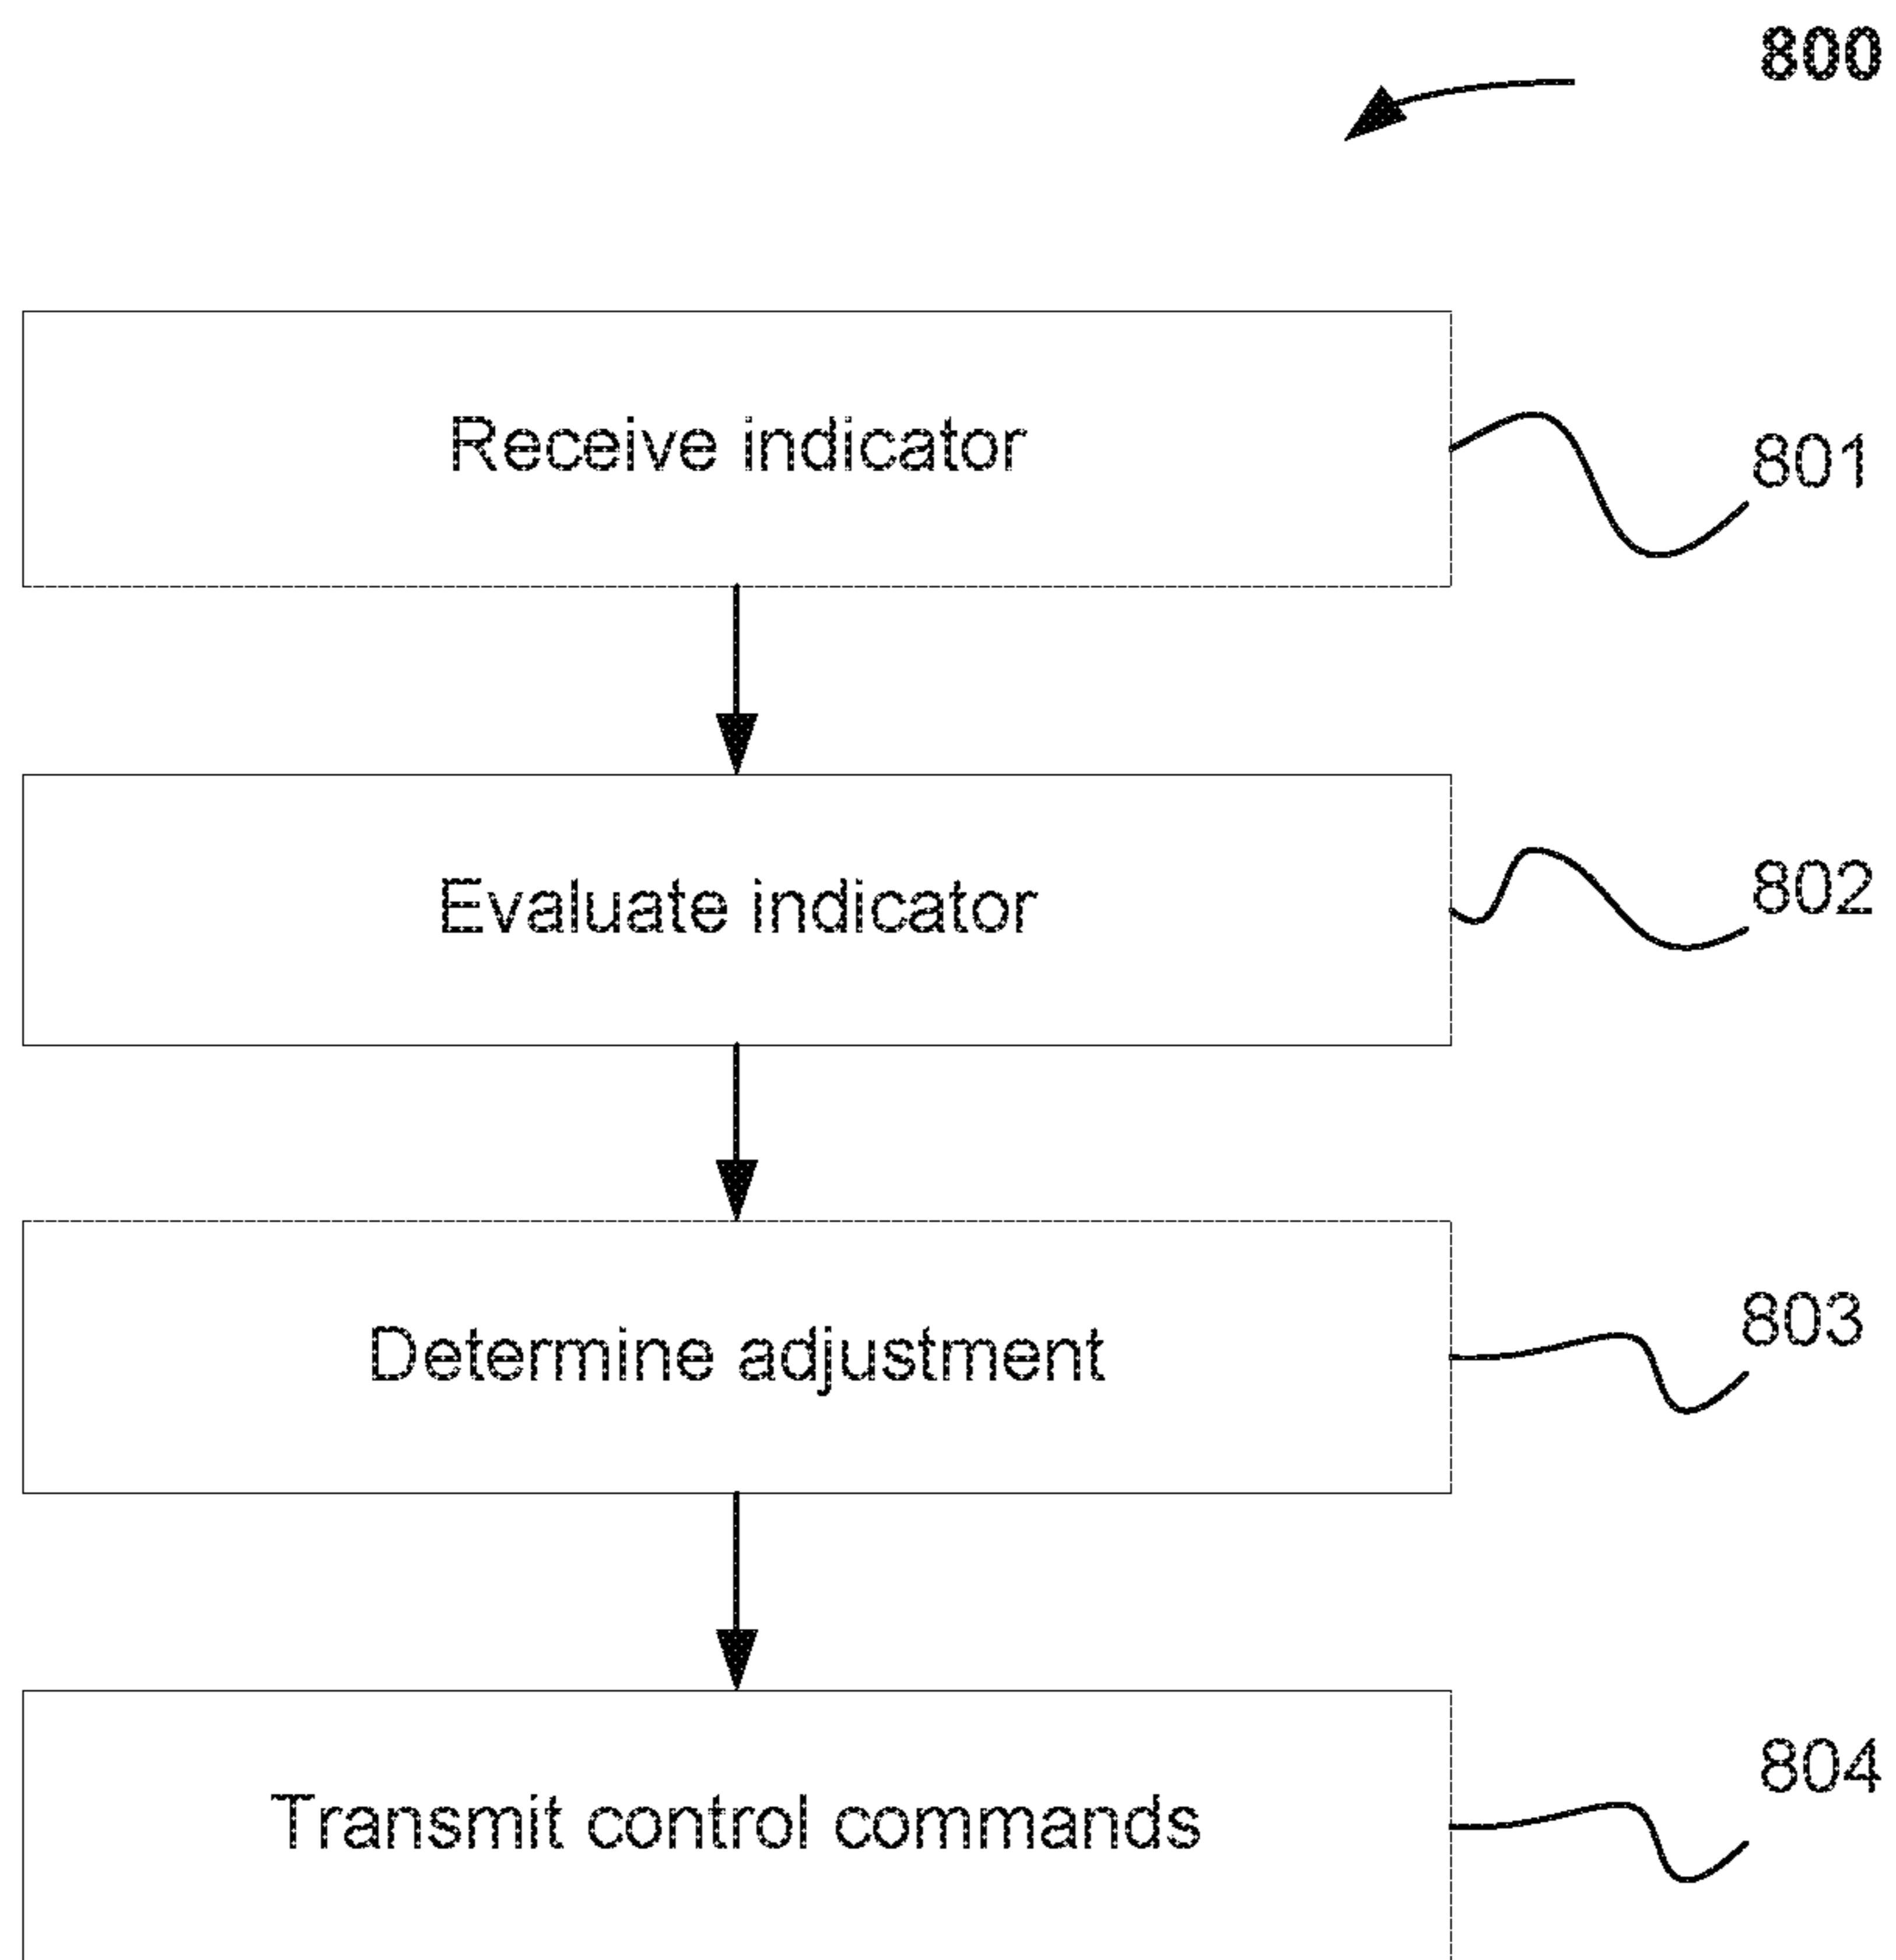 800
Receive indicator
801
Evaluate indicator
802
Determine adjustment
803
Transmit control commands
804